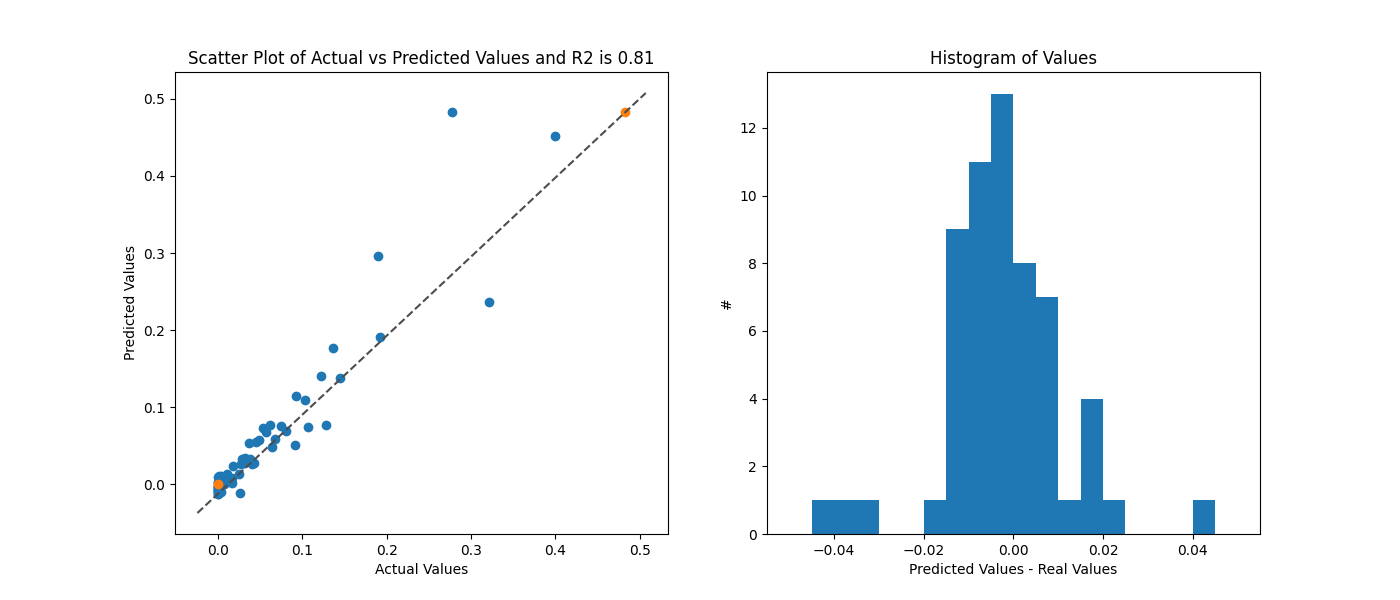 Scatter Plot of Actual vs Predicted Values and R2 is 0.81
0.5
0.4
0.3
0.2
0.1
0.0
Predicted Values
0.0 0.1 0.2 0.3 0.4 0.5
Actual Values
Histogram of Values
12
10
8
6
4
2
0
#
−0.04 −0.02 0.00 0.02 0.04
Predicted Values - Real Values